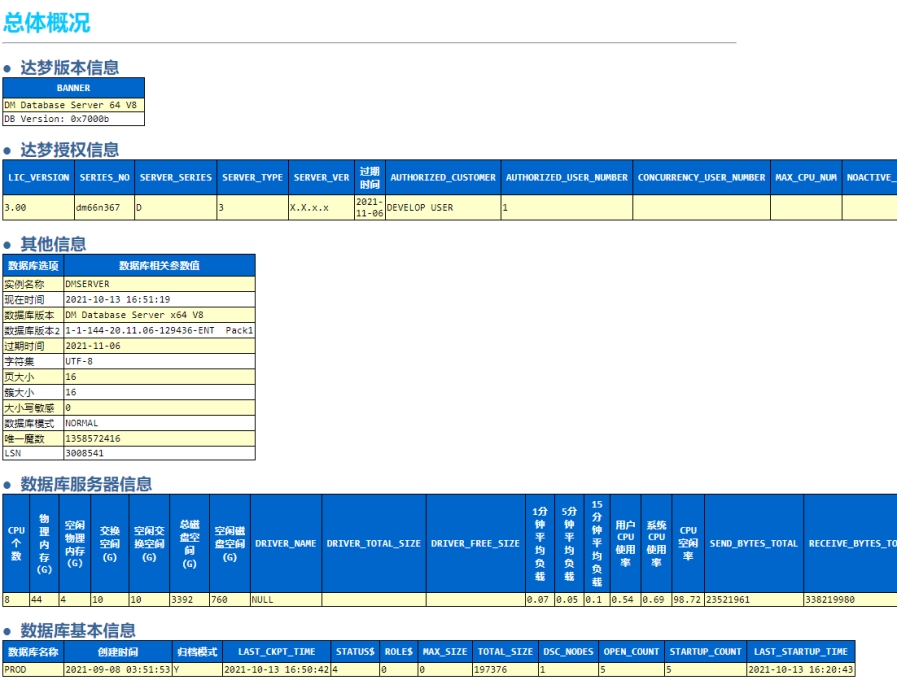 总体概况
● 达梦版本信息
BANNER
DM Database Server 64 V8
DB Version: 0x7000b
● 达梦授权信息
LIC_VERSION SERIES_NO SERVER_SERIES SERVER_TYPE SERVER_VER 过期时间 AUTHORIZED_CUSTOMER AUTHORIZED_USER_NUMBER CONCURRENCY_USER_NUMBER MAX_CPU_NUM NOACTIVE_
3.00 dm66n367 D 3 X.X.x.x 2021-11-06 DEVELOP USER 1
● 其他信息
数据库选项 数据库相关参数值
实例名称 DMSERVER
现在时间 2021-10-13 16:51:19
数据库版本 DM Database Server x64 V8
数据库版本2 1-1-144-20.11.06-129436-ENT Pack1
过期时间 2021-11-06
字符集 UTF-8
页大小 16
簇大小 16
大小写敏感 0
数据库模式 NORMAL
唯一魔数 1358572416
LSN 3008541
● 数据库服务器信息
CPU个数 物理内存(G) 空闲物理内存(G) 交换空间(G) 空闲交换空间(G) 总磁盘空间(G) 空闲磁盘空间(G) DRIVER_NAME DRIVER_TOTAL_SIZE DRIVER_FREE_SIZE 1分钟平均负载 5分钟平均负载 15分钟平均负载 用户CPU使用率 系统CPU使用率 CPU空闲率 SEND_BYTES_TOTAL RECEIVE_BYTES_TO
8 44 4 10 10 3392 760 NULL 0.07 0.05 0.1 0.54 0.69 98.72 23521961 338219980
● 数据库基本信息
数据库名称 创建时间 归档模式 LAST_CKPT_TIME STATUS$ ROLE$ MAX_SIZE TOTAL_SIZE DSC_NODES OPEN_COUNT STARTUP_COUNT LAST_STARTUP_TIME
PROD 2021-09-08 03:51:53 Y 2021-10-13 16:50:42 4 0 0 197376 1 5 5 2021-10-13 16:20:43